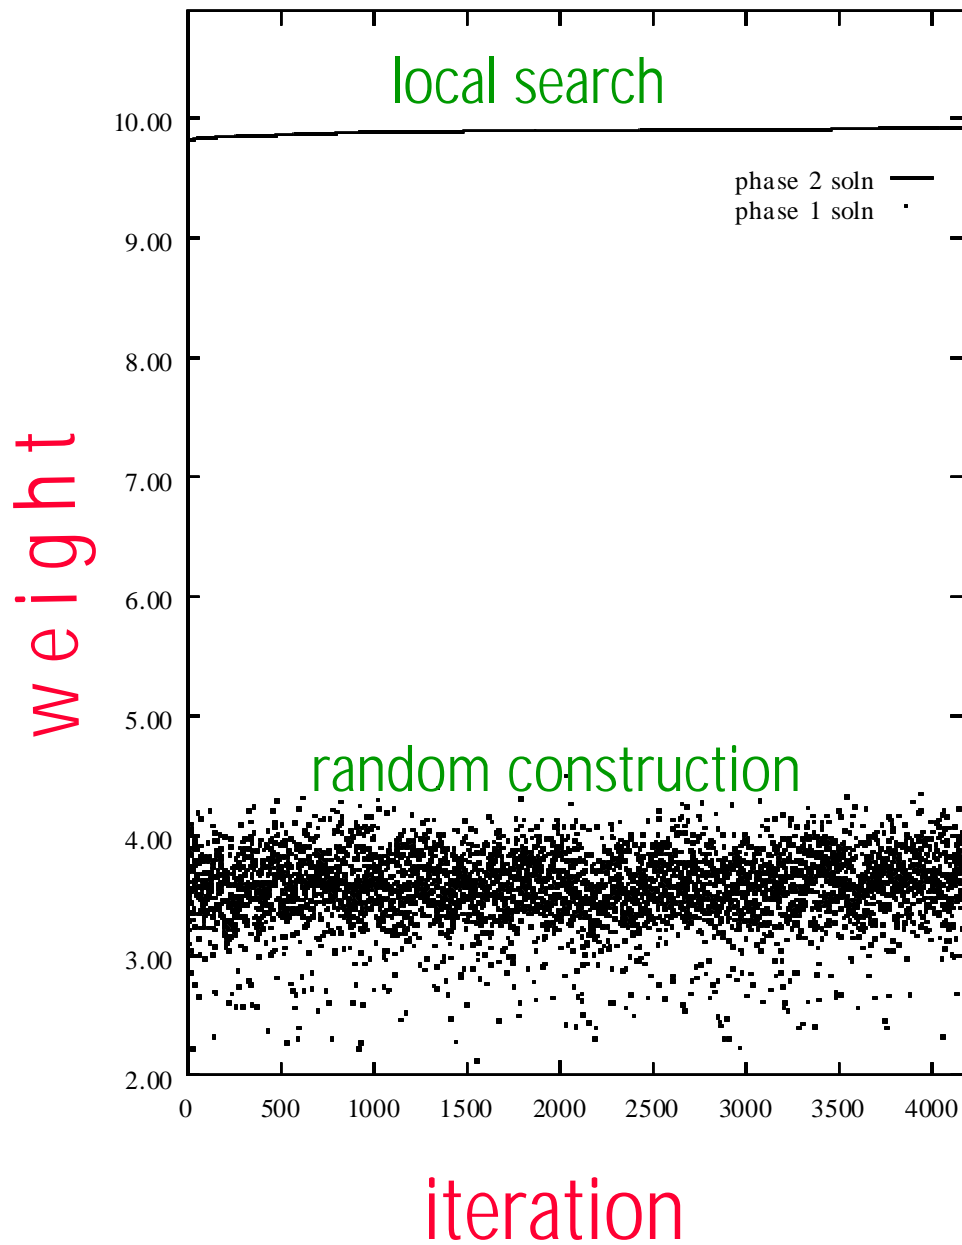 local search
10.00
phase 2 soln
phase 1 soln
9.00
8.00
7.00
6.00
5.00
4.00
3.00
2.00
weight
random construction
0 500 1000 1500 2000 2500 3000 3500 4000
iteration